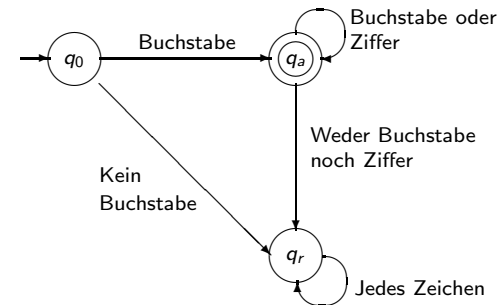 Buchstabe oder
Ziffer
Buchstabe
q0
qa
Weder Buchstabe
noch Ziffer
Kein
Buchstabe
qr
Jedes Zeichen